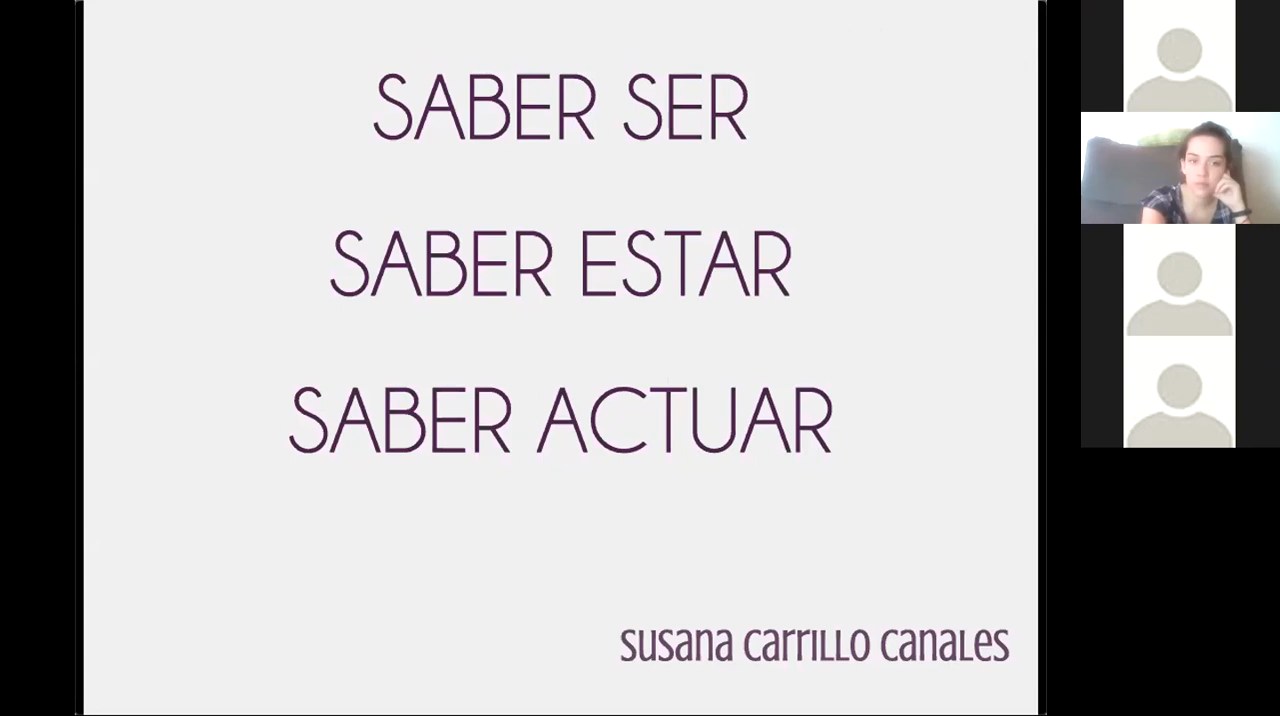 SABER SER
SABER ESTAR
SABER ACTUAR
susana carrillo canales